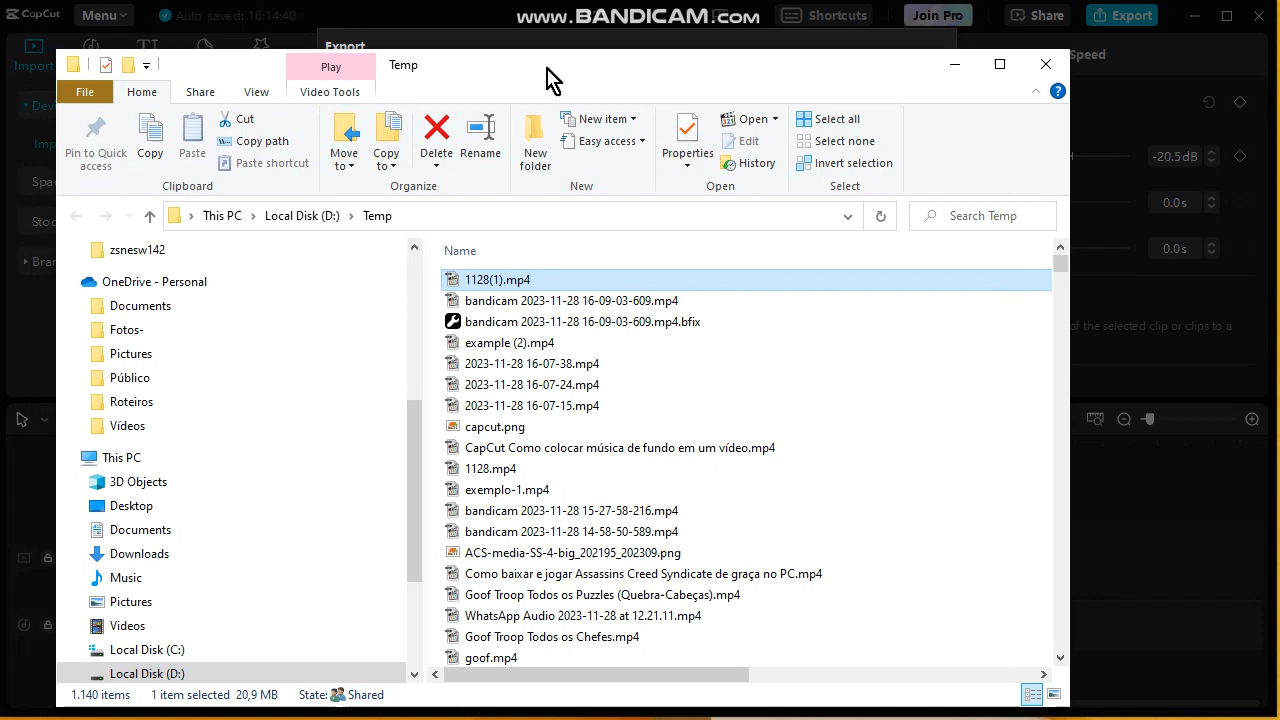 CapCut Menu Auto saved: 16:14:40 www.BANDICAM.com Shortcuts Join Pro Share Export
Export
Import
Speed
Temp
Play
File Home Share View Video Tools
Pin to Quick access
Copy
Paste
Cut
Copy path
Paste shortcut
Clipboard
Move to
Copy To
Delete
Rename
Organize
New folder
New item
Easy access
New
Properties
Open
Edit
History
Open
Select all
Select none
Invert selection
Select
This PC > Local Disk (D:) > Temp
Search Temp
zsnesw142
OneDrive - Personal
Documents
Fotos-
Pictures
Público
Roteiros
Vídeos
This PC
3D Objects
Desktop
Documents
Downloads
Music
Pictures
Videos
Local Disk (C:)
Local Disk (D:)
Name
1128(1).mp4
bandicam 2023-11-28 16-09-03-609.mp4
bandicam 2023-11-28 16-09-03-609.mp4.bfix
example (2).mp4
2023-11-28 16-07-38.mp4
2023-11-28 16-07-24.mp4
2023-11-28 16-07-15.mp4
capcut.png
CapCut Como colocar música de fundo em um vídeo.mp4
1128.mp4
exemplo-1.mp4
bandicam 2023-11-28 15-27-58-216.mp4
bandicam 2023-11-28 14-58-50-589.mp4
ACS-media-SS-4-big_202195_202309.png
Como baixar e jogar Assassins Creed Syndicate de graça no PC.mp4
Goof Troop Todos os Puzzles (Quebra-Cabeças).mp4
WhatsApp Audio 2023-11-28 at 12.21.11.mp4
Goof Troop Todos os Chefes.mp4
goof.mp4
1.140 items 1 item selected 20,9 MB State: Shared
-20.5dB
0.0s
0.0s
of the selected clip or clips to a